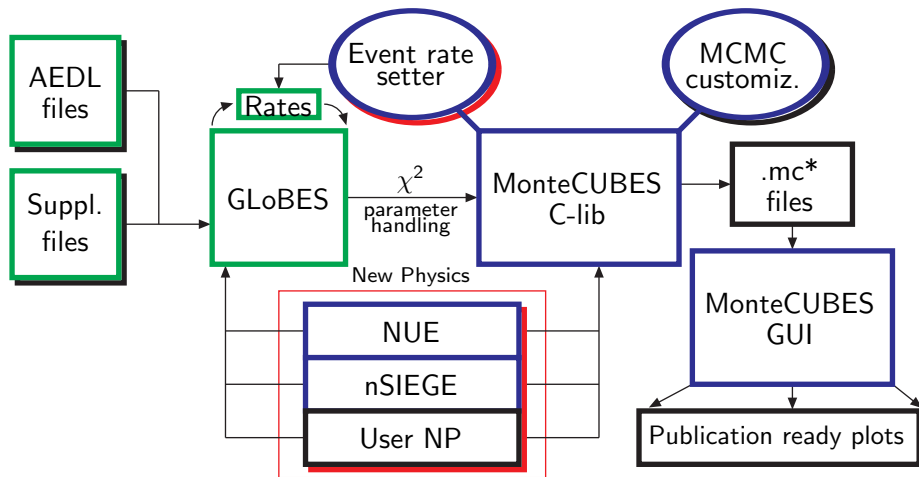 AEDL
files
Suppl.
files
Rates
GLoBES
Event rate
setter
χ²
parameter
handling
MCMC
customiz.
MonteCUBES
C-lib
.mc*
files
New Physics
NUE
nSIEGE
User NP
MonteCUBES
GUI
Publication ready plots